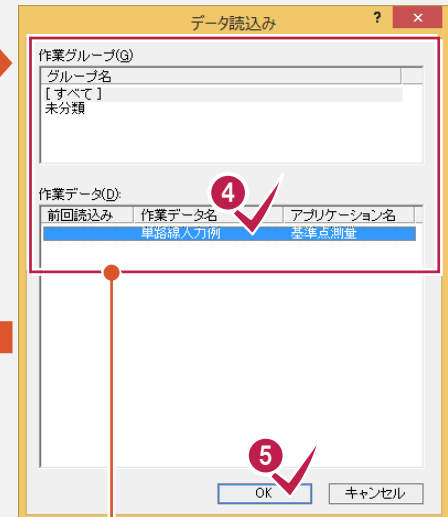 データ読込み ? ×
作業グループ(G)
グループ名
[すべて]
未分類
作業データ(D):
4
前回読込み 作業データ名 アプリケーション名
単路線入力例 基準点測量
5
OK キャンセル